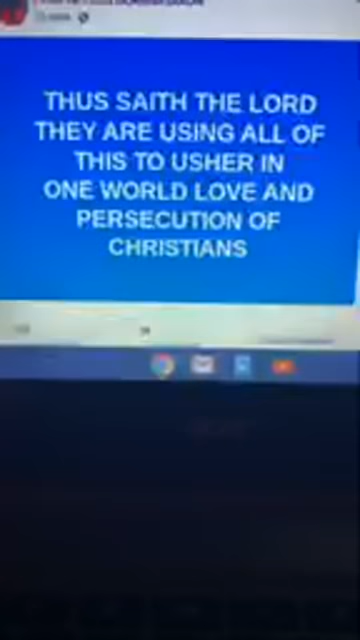 THUS SAITH THE LORD
THEY ARE USING ALL OF
THIS TO USHER IN
ONE WORLD LOVE AND
PERSECUTION OF
CHRISTIANS